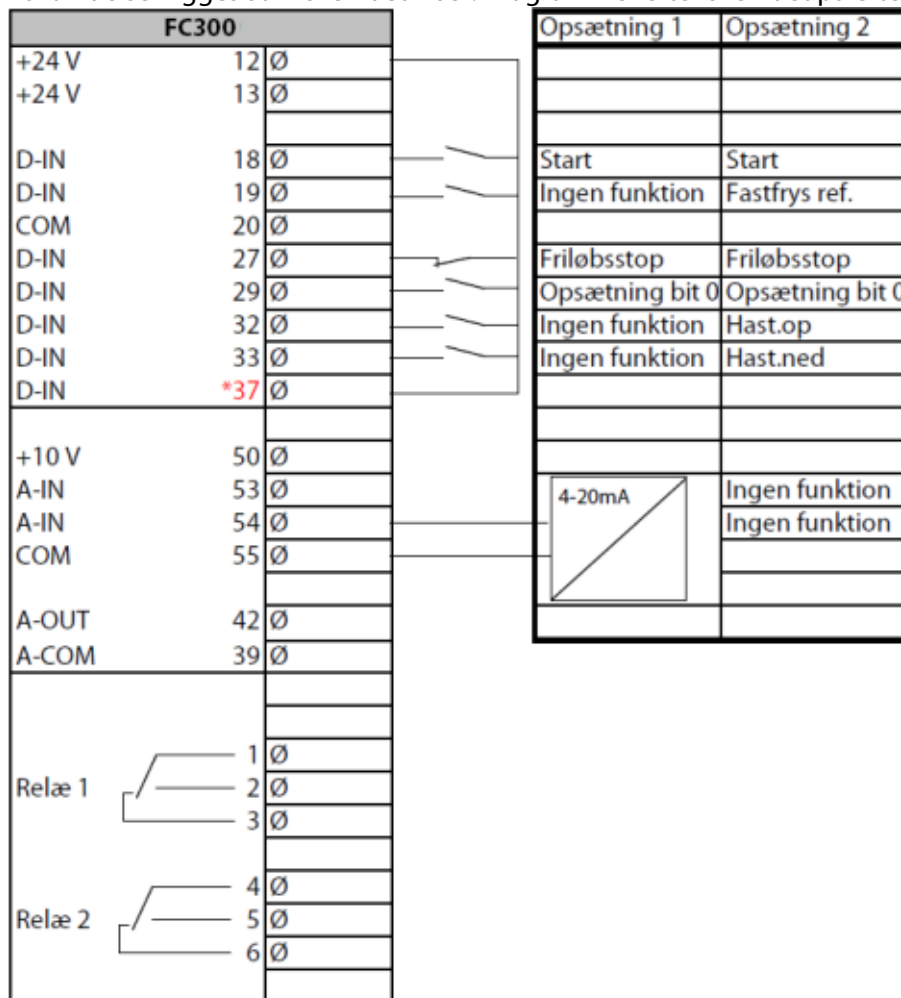 FC300
+24 V 12 Ø
+24 V 13 Ø
D-IN 18 Ø
D-IN 19 Ø
COM 20 Ø
D-IN 27 Ø
D-IN 29 Ø
D-IN 32 Ø
D-IN 33 Ø
D-IN *37 Ø
+10 V 50 Ø
A-IN 53 Ø
A-IN 54 Ø
COM 55 Ø
A-OUT 42 Ø
A-COM 39 Ø
1 Ø
Relæ 1 2 Ø
3 Ø
4 Ø
Relæ 2 5 Ø
6 Ø
Opsætning 1 Opsætning 2
Start Start
Ingen funktion Fastfrys ref.
Friløbsstop Friløbsstop
Opsætning bit 0 Opsætning bit 0
Ingen funktion Hast.op
Ingen funktion Hast.ned
4-20mA Ingen funktion
Ingen funktion